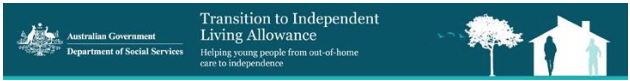 Australian Government
Department of Social Services
Transition to Independent
Living Allowance
Helping young people from out-of-home
care to independence